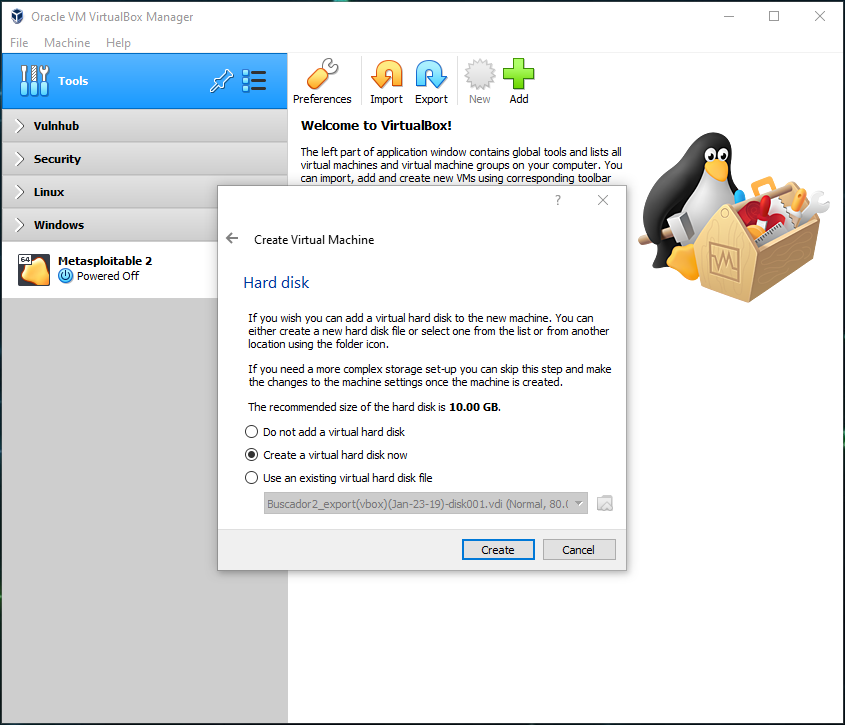 Oracle VM VirtualBox Manager
File Machine Help
Tools
Preferences Import Export New Add
Vulnhub
Security
Linux
Windows
64
Metasploitable 2
Powered Off
Welcome to VirtualBox!
The left part of application window contains global tools and lists all
virtual machines and virtual machine groups on your computer. You
can import, add and create new VMs using corresponding toolbar
?
Create Virtual Machine
Hard disk
If you wish you can add a virtual hard disk to the new machine. You can
either create a new hard disk file or select one from the list or from another
location using the folder icon.
If you need a more complex storage set-up you can skip this step and make
the changes to the machine settings once the machine is created.
The recommended size of the hard disk is 10.00 GB.
Do not add a virtual hard disk
Create a virtual hard disk now
Use an existing virtual hard disk file
Buscador2_export(vbox)(Jan-23-19)-disk001.vdi (Normal, 80.0
Create Cancel